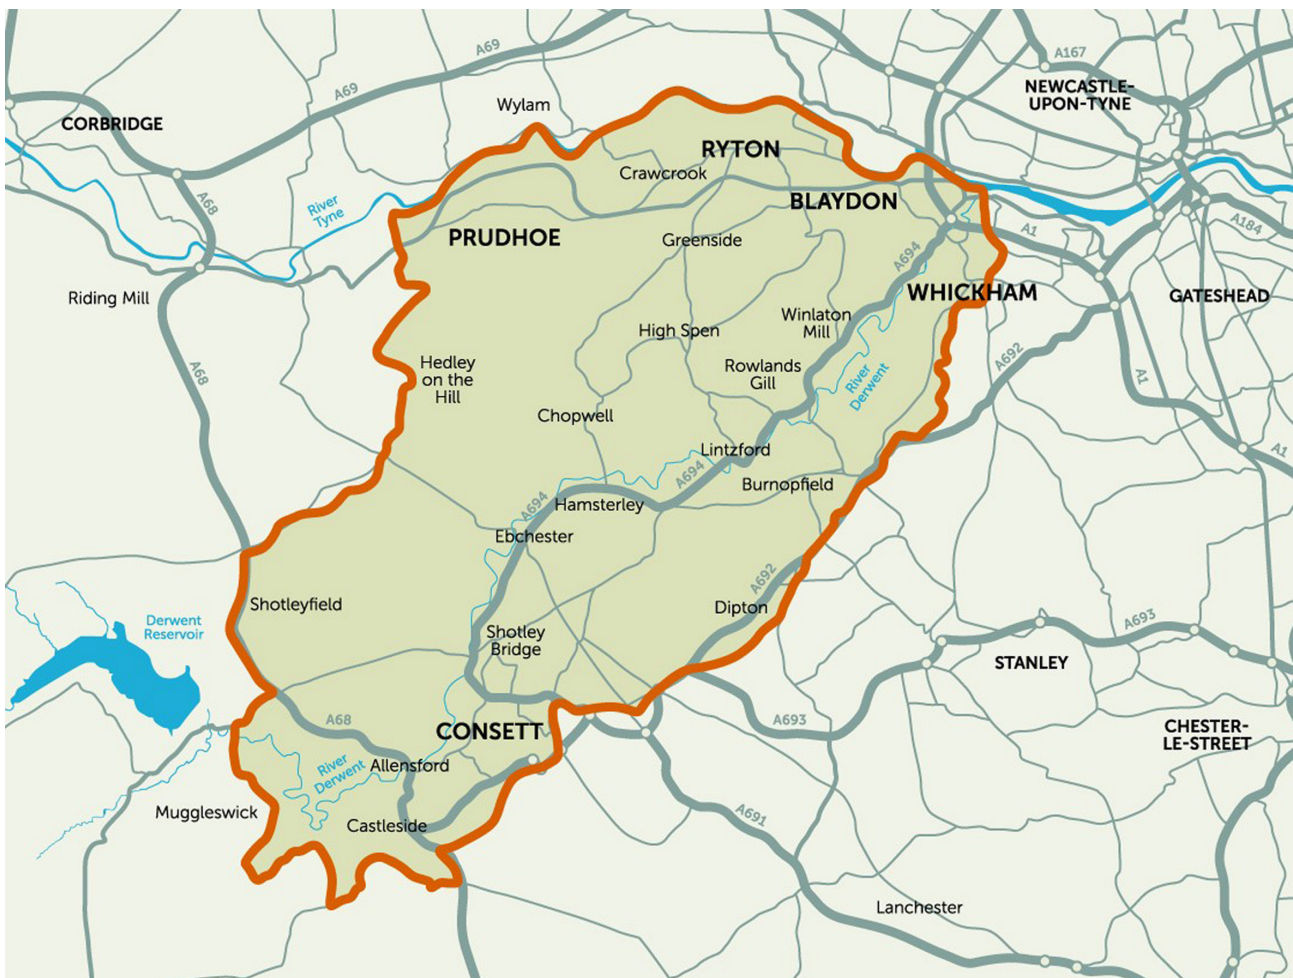 A69
A167
A69
NEWCASTLE-
UPON-TYNE
Wylam
CORBRIDGE
RYTON
Crawcrook
A68
River
Tyne
BLAYDON
A184
A1
PRUDHOE
Greenside
A694
Riding Mill
WHICKHAM
GATESHEAD
Winlaton
Mill
High Spen
A692
Hedley
on the
Hill
Rowlands
Gill
A68
River
Derwent
A1
Chopwell
Lintzford
A1
A694
Burnopfield
A694
Hamsterley
Ebchester
A692
Shotleyfield
Dipton
Derwent
Reservoir
A693
Shotley
Bridge
STANLEY
A68
A693
CONSETT
CHESTER-
LE-STREET
River
Derwent
Allensford
Muggleswick
Castleside
A691
Lanchester